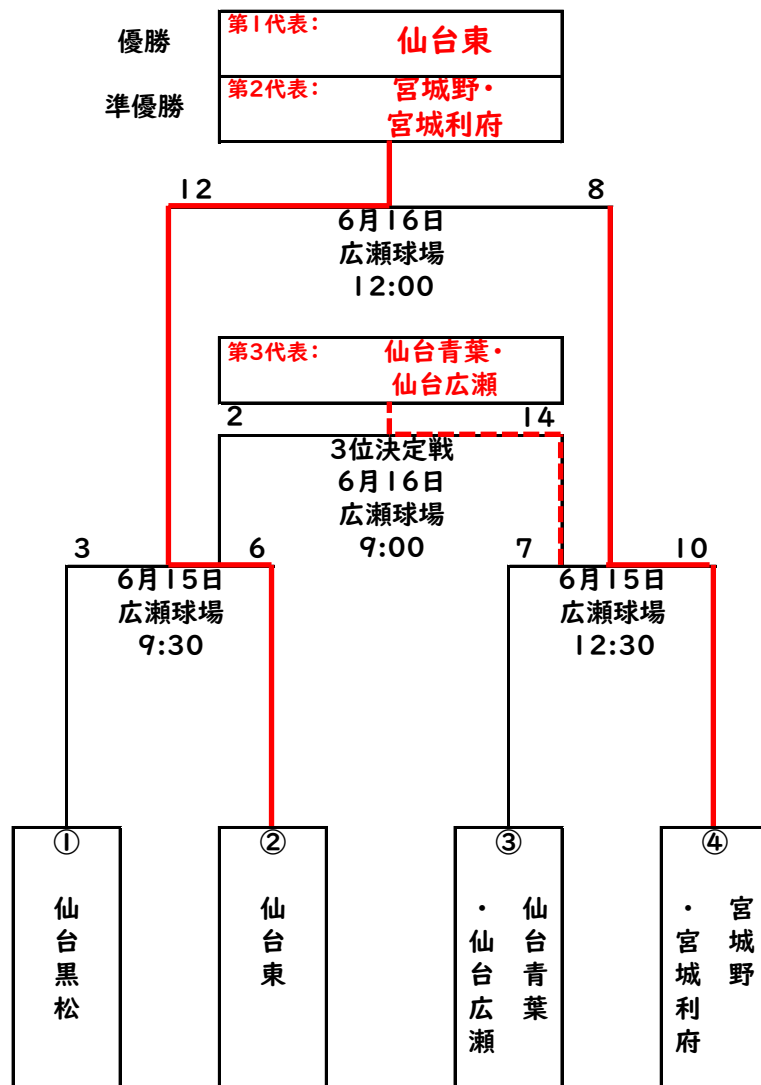 優勝
第1代表: 仙台東
準優勝
第2代表: 宮城野・
宮城利府
12
8
6月16日
広瀬球場
12:00
第3代表: 仙台青葉・
仙台広瀬
2
14
3位決定戦
6月16日
広瀬球場
9:00
3
6
6月15日
広瀬球場
9:30
7
10
6月15日
広瀬球場
12:30
①
仙台黒松
②
仙台東
③
仙台青葉
・仙台広瀬
④
宮城野
・宮城利府